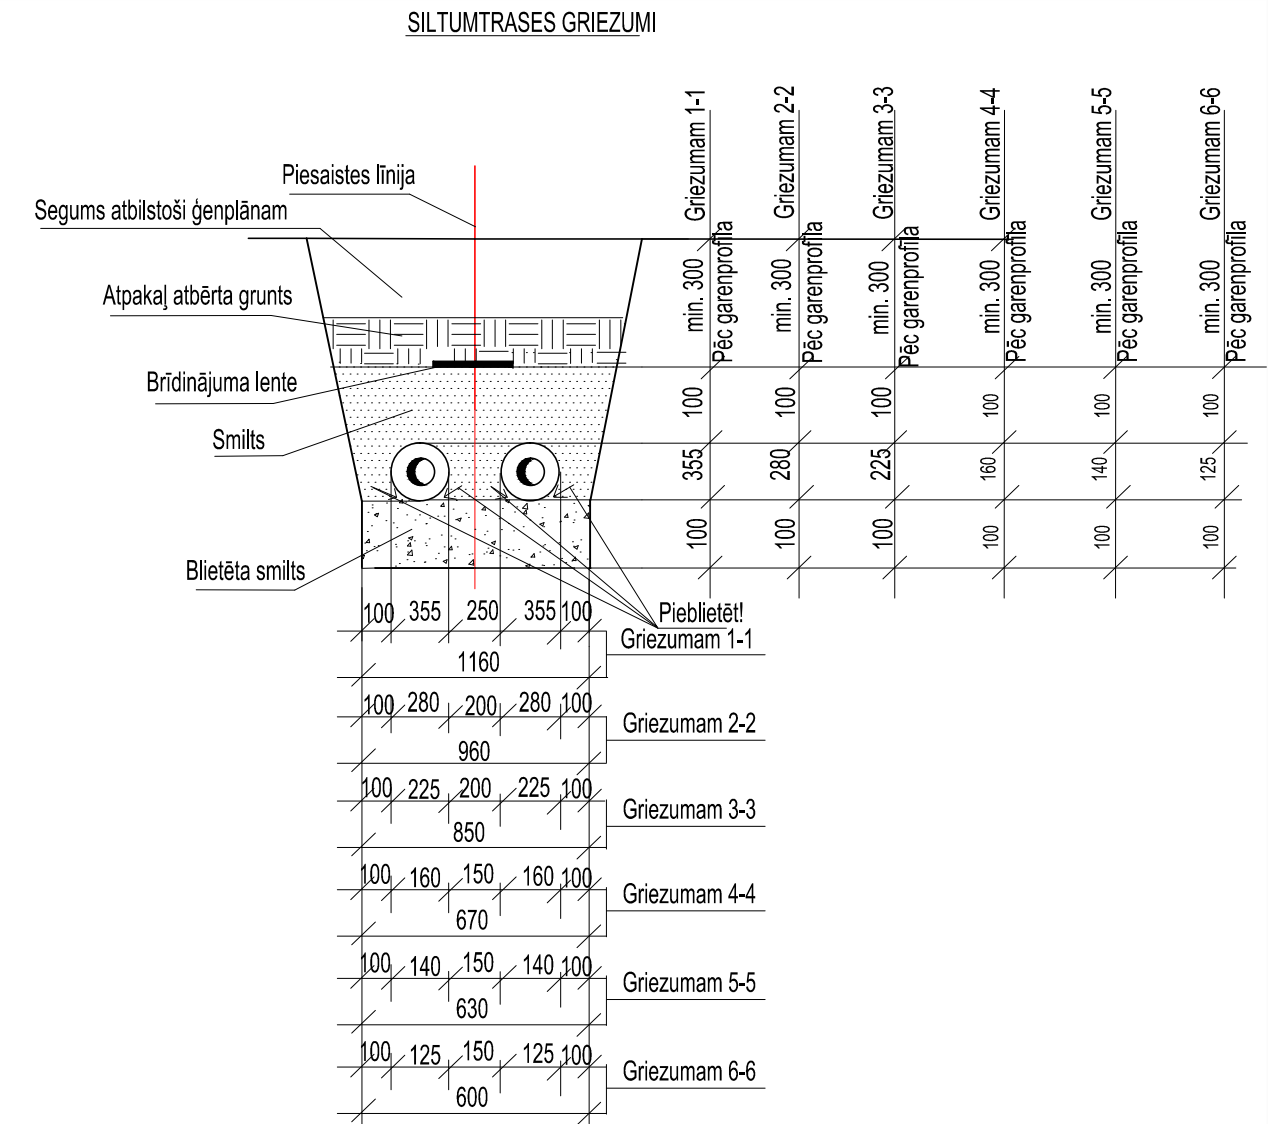 SILTUMTRASES GRIEZUMI
Piesaistes līnija
Segums atbilstoši ģenplānam
Atpakaļ atbērta grunts
Brīdinājuma lente
Smilts
Blietēta smilts
Pieblietēt!
Griezumam 1-1
min. 300
Pēc garenprofila
100
355
100
Griezumam 2-2
min. 300
Pēc garenprofila
100
280
100
Griezumam 3-3
min. 300
Pēc garenprofila
100
225
100
Griezumam 4-4
min. 300
Pēc garenprofila
100
160
100
Griezumam 5-5
min. 300
Pēc garenprofila
100
140
100
Griezumam 6-6
min. 300
Pēc garenprofila
100
125
100
100 355 250 355 100
Griezumam 1-1
1160
100 280 200 280 100
Griezumam 2-2
960
100 225 200 225 100
Griezumam 3-3
850
100 160 150 160 100
Griezumam 4-4
670
100 140 150 140 100
Griezumam 5-5
630
100 125 150 125 100
Griezumam 6-6
600